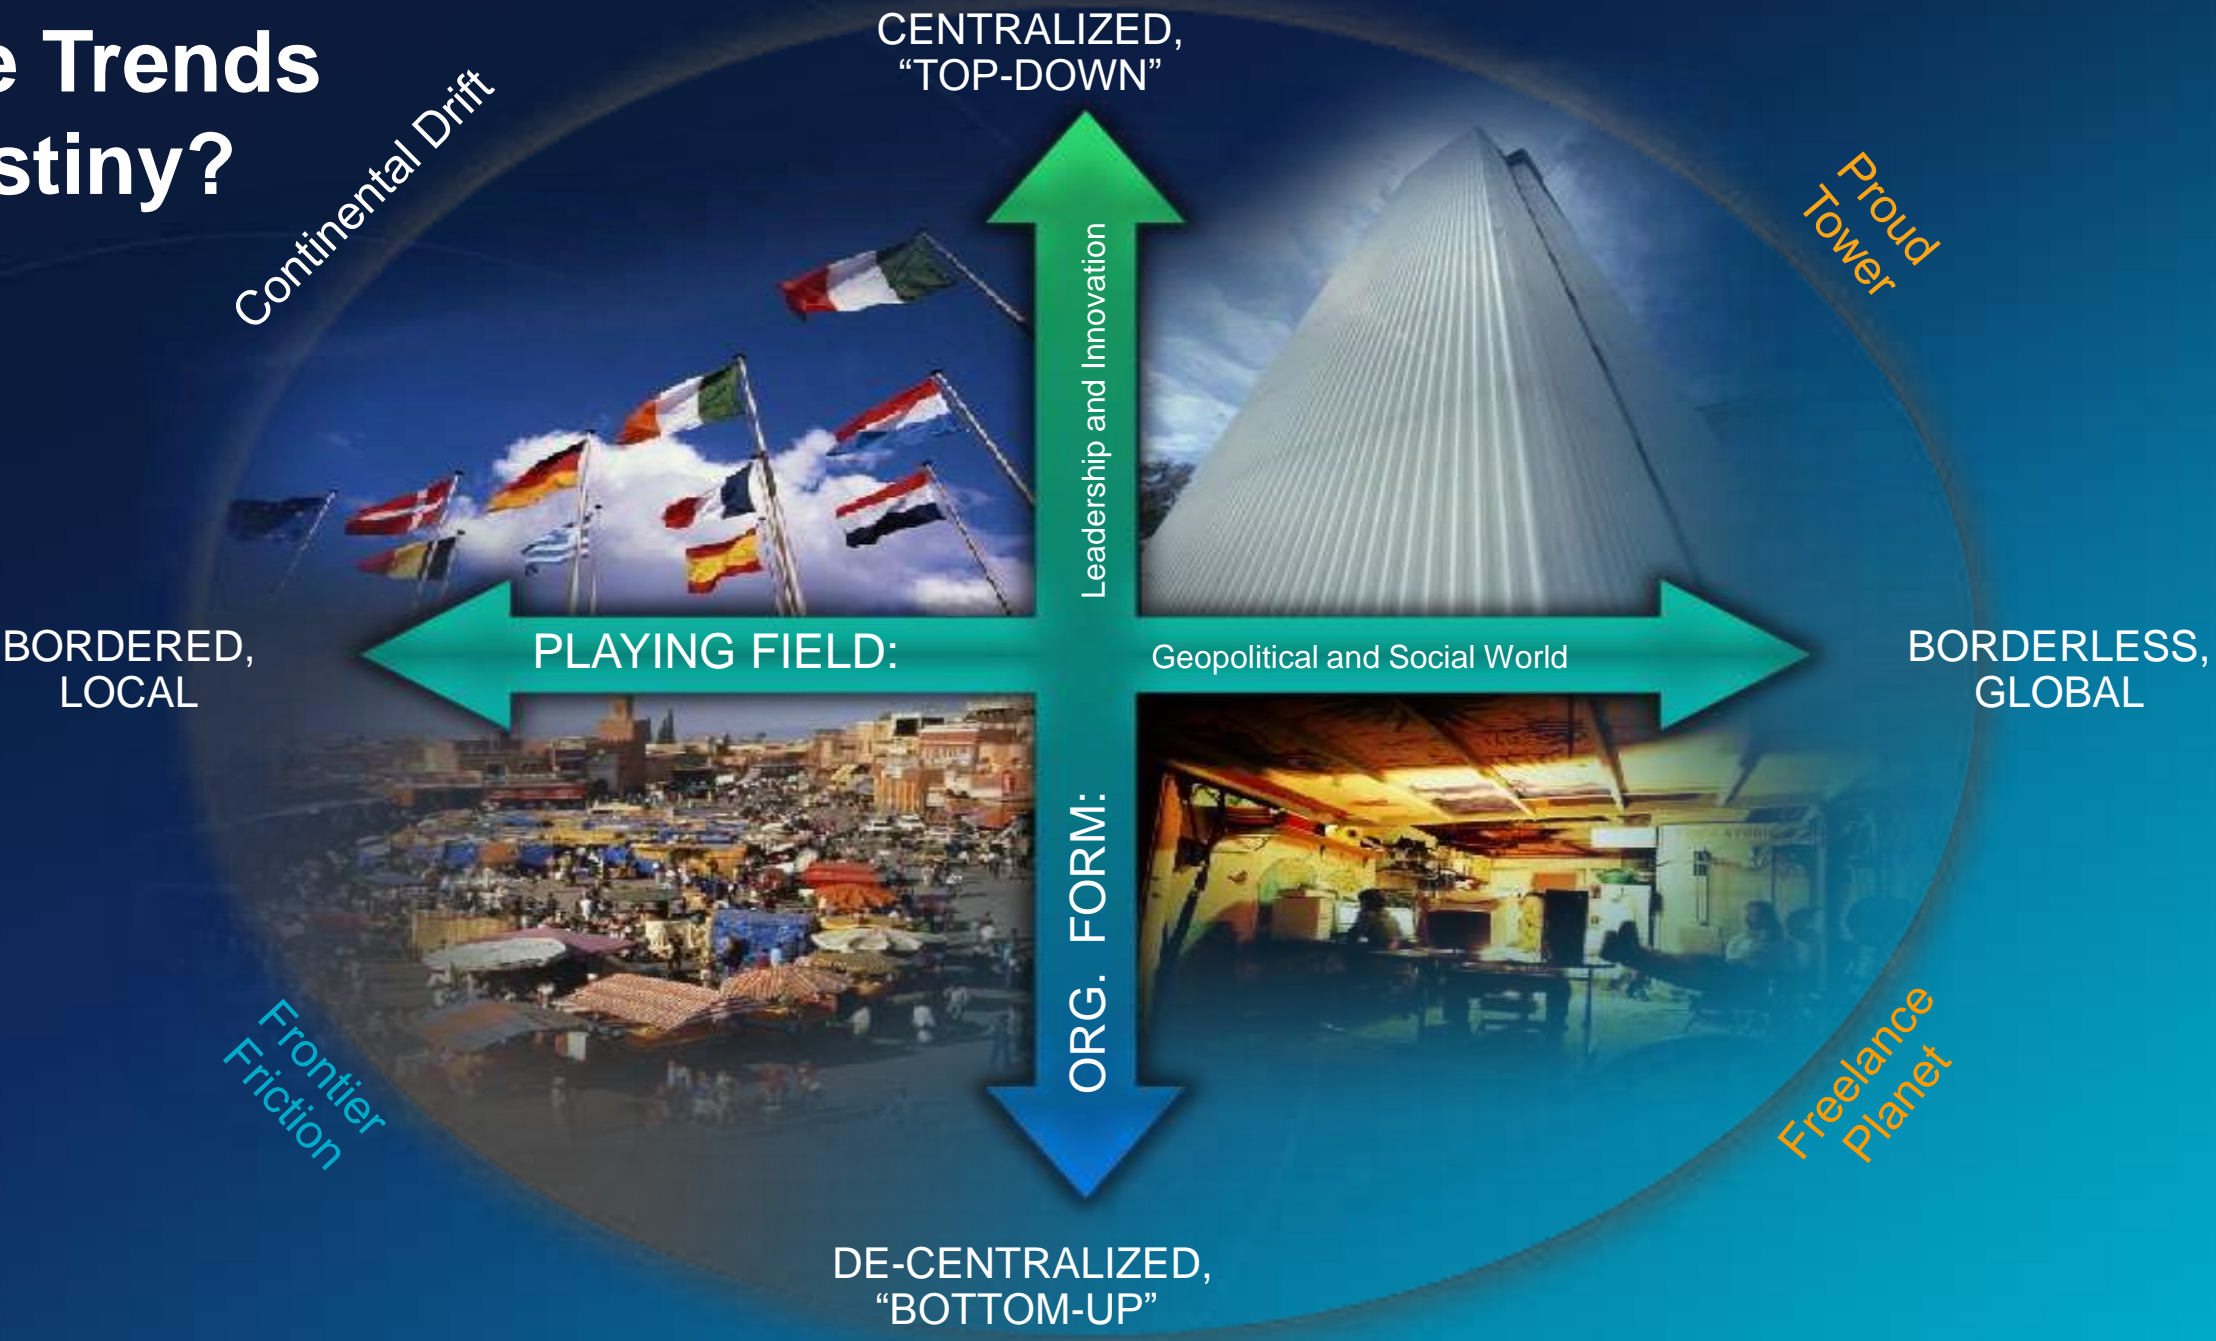 e Trends
stiny?
CENTRALIZED,
“TOP-DOWN”
Continental Drift
Proud
Tower
Leadership and Innovation
BORDERED,
LOCAL
PLAYING FIELD:
Geopolitical and Social World
BORDERLESS,
GLOBAL
ORG. FORM:
Frontier
Friction
Freelance
Planet
DE-CENTRALIZED,
“BOTTOM-UP”